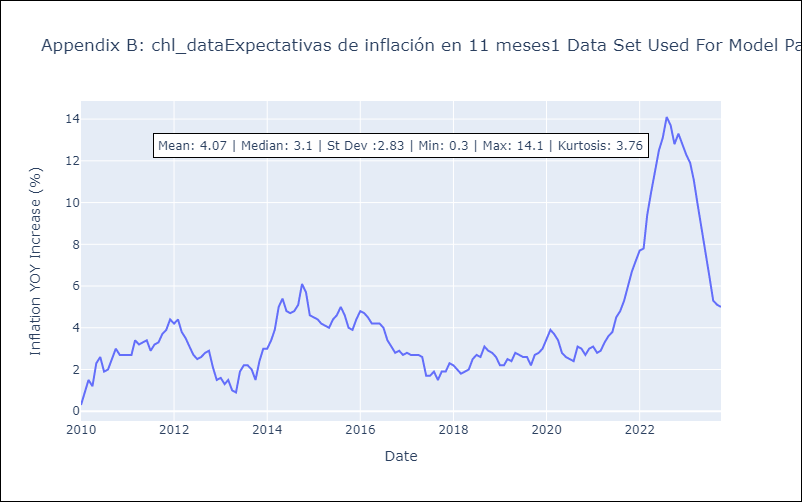 Appendix B: chl_dataExpectativas de inflación en 11 meses1 Data Set Used For Model Pa
14
Mean: 4.07 | Median: 3.1 | St Dev :2.83 | Min: 0.3 | Max: 14.1 | Kurtosis: 3.76
12
10
8
6
4
2
0
Inflation YOY Increase (%)
2010 2012 2014 2016 2018 2020 2022
Date